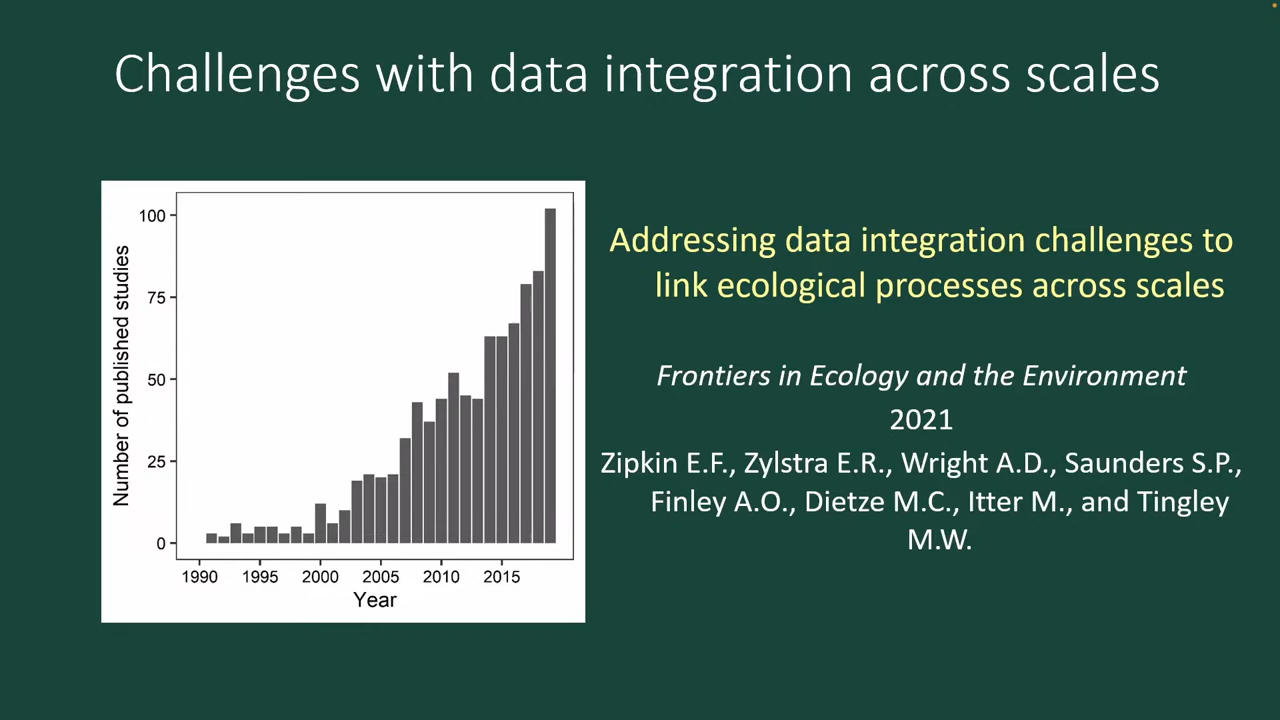 Challenges with data integration across scales
100
75
50
25
0
Number of published studies
1990 1995 2000 2005 2010 2015
Year
Addressing data integration challenges to
link ecological processes across scales
Frontiers in Ecology and the Environment
2021
Zipkin E.F., Zylstra E.R., Wright A.D., Saunders S.P.,
Finley A.O., Dietze M.C., Itter M., and Tingley
M.W.